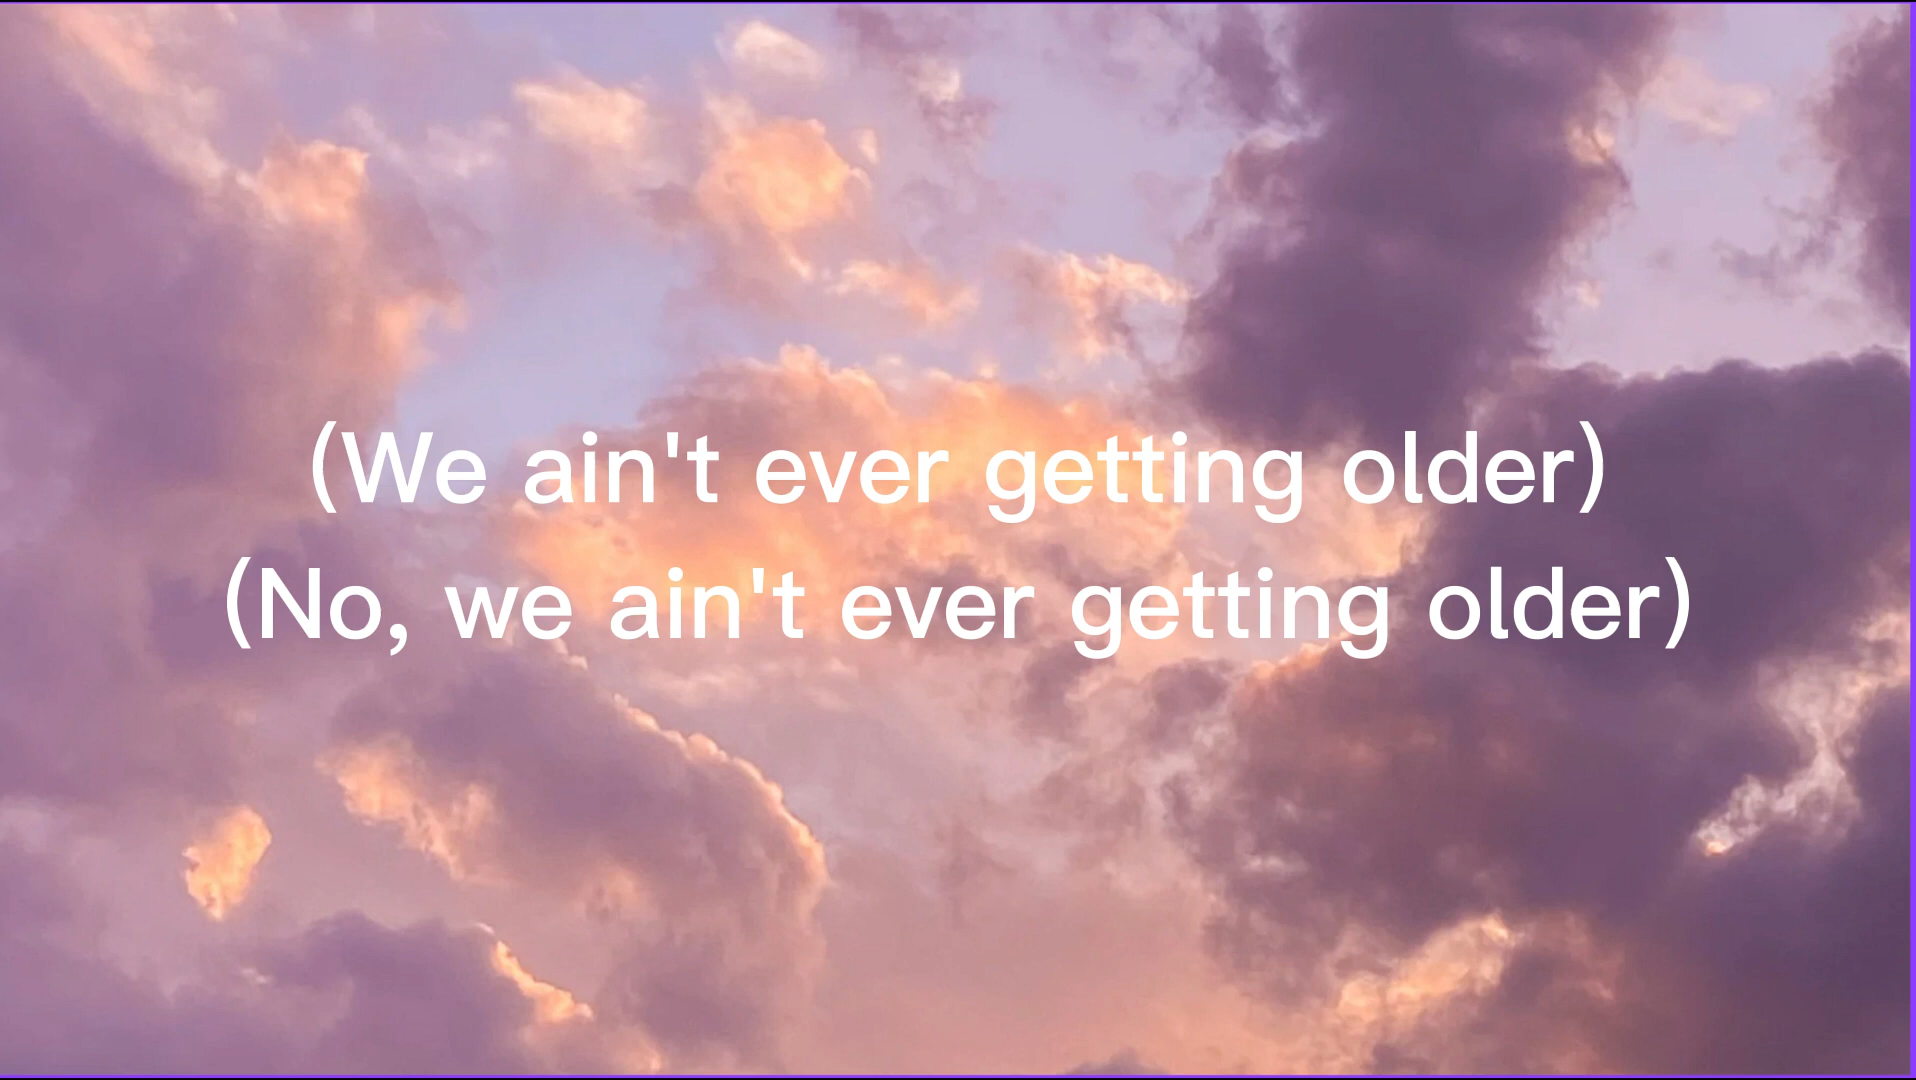 (We ain't ever getting older)
(No, we ain't ever getting older)